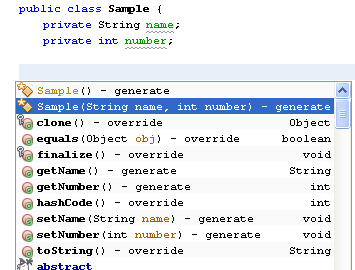 public class Sample {
private String name;
private int number;
Sample() - generate
Sample(String name, int number) - generate
clone() - override Object
equals(Object obj) - override boolean
finalize() - override void
getName() - generate String
getNumber() - generate int
hashCode() - override int
setName(String name) - generate void
setNumber(int number) - generate void
toString() - override String
abstract